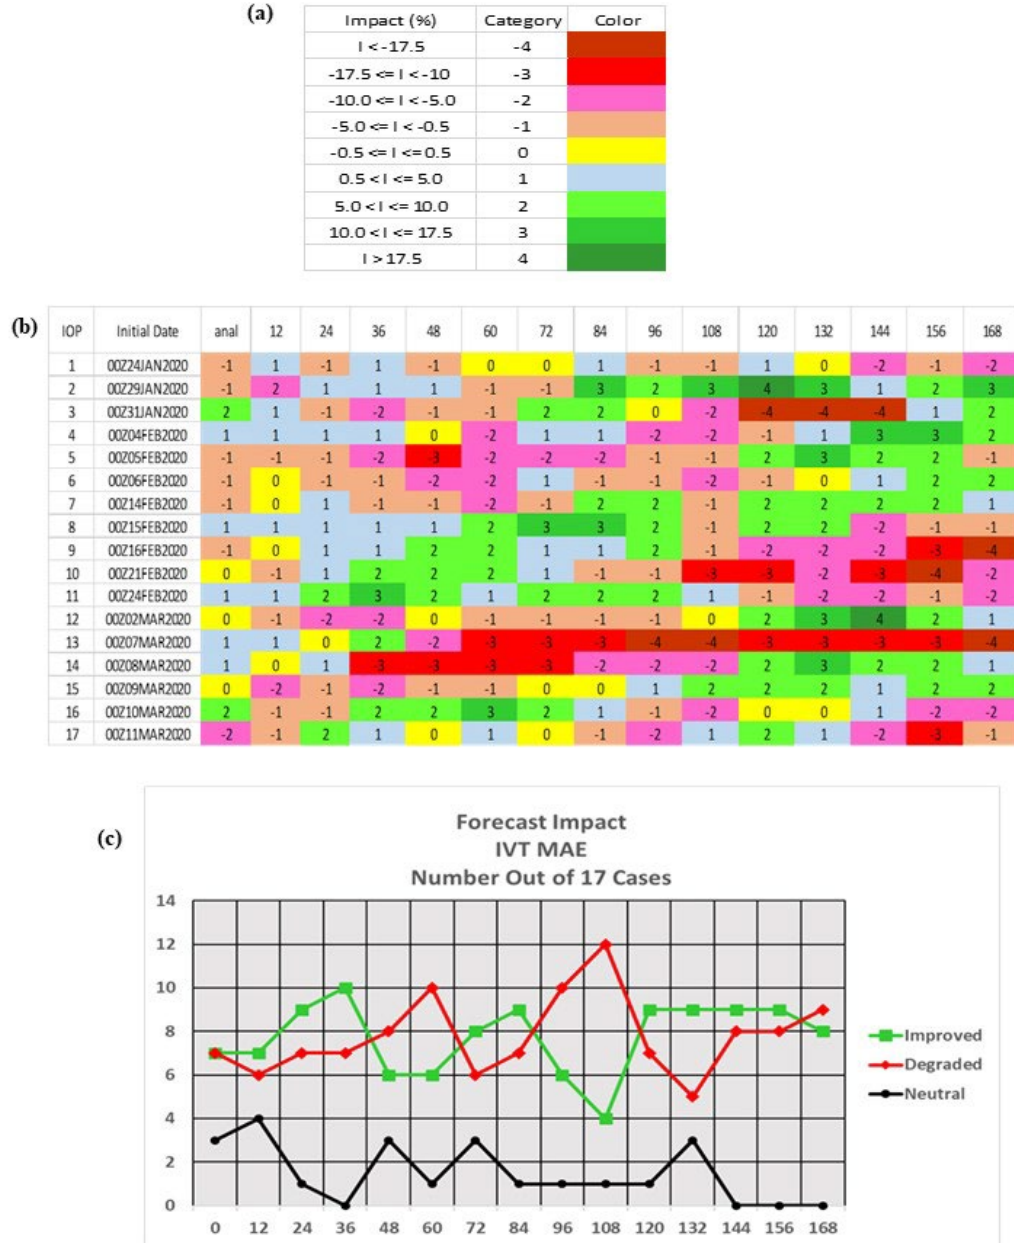 (a)
Impact (%) Category Color
I < -17.5 -4
-17.5 <= I < -10 -3
-10.0 <= I < -5.0 -2
-5.0 <= I < -0.5 -1
-0.5 <= I <= 0.5 0
0.5 < I <= 5.0 1
5.0 < I <= 10.0 2
10.0 < I <= 17.5 3
I > 17.5 4
(b)
IOP Initial Date anal 12 24 36 48 60 72 84 96 108 120 132 144 156 168
1 00Z24JAN2020 -1 1 -1 1 -1 0 0 1 -1 -1 1 0 -2 -1 -2
2 00Z29JAN2020 -1 2 1 1 1 -1 -1 3 2 3 4 3 1 2 3
3 00Z31JAN2020 2 1 -1 -2 -1 -1 2 2 0 -2 -4 -4 -4 1 2
4 00Z04FEB2020 1 1 1 1 0 -2 1 1 -2 -2 -1 1 3 3 2
5 00Z05FEB2020 -1 -1 -1 -2 -3 -2 -2 -2 -1 -1 2 3 2 2 -1
6 00Z06FEB2020 -1 0 -1 -1 -2 -2 1 -1 -1 -2 -1 0 1 2 2
7 00Z14FEB2020 -1 0 1 -1 -1 -2 -1 2 2 -1 2 2 2 2 1
8 00Z15FEB2020 1 1 1 1 1 2 3 3 2 -1 2 2 -2 -1 -1
9 00Z16FEB2020 -1 0 1 1 2 2 1 1 2 -1 -2 -2 -2 -3 -4
10 00Z21FEB2020 0 -1 1 2 2 2 1 -1 -1 -3 -3 -2 -3 -4 -2
11 00Z24FEB2020 1 1 2 3 2 1 2 2 2 1 -1 -2 -2 -1 -2
12 00Z02MAR2020 0 -1 -2 -2 0 -1 -1 -1 -1 0 2 3 4 2 1
13 00Z07MAR2020 1 1 0 2 -2 -3 -3 -3 -4 -4 -3 -3 -3 -3 -4
14 00Z08MAR2020 1 0 1 -3 -3 -3 -3 -2 -2 -2 2 3 2 2 1
15 00Z09MAR2020 0 -2 -1 -2 -1 -1 0 0 1 2 2 2 1 2 2
16 00Z10MAR2020 2 -1 -1 2 2 3 2 1 -1 -2 0 0 1 -2 -2
17 00Z11MAR2020 -2 -1 2 1 0 1 0 -1 -2 1 2 1 -2 -3 -1
(c)
Forecast Impact
IVT MAE
Number Out of 17 Cases
14
12
10
8
6
4
2
0
Improved
Degraded
Neutral
0 12 24 36 48 60 72 84 96 108 120 132 144 156 168